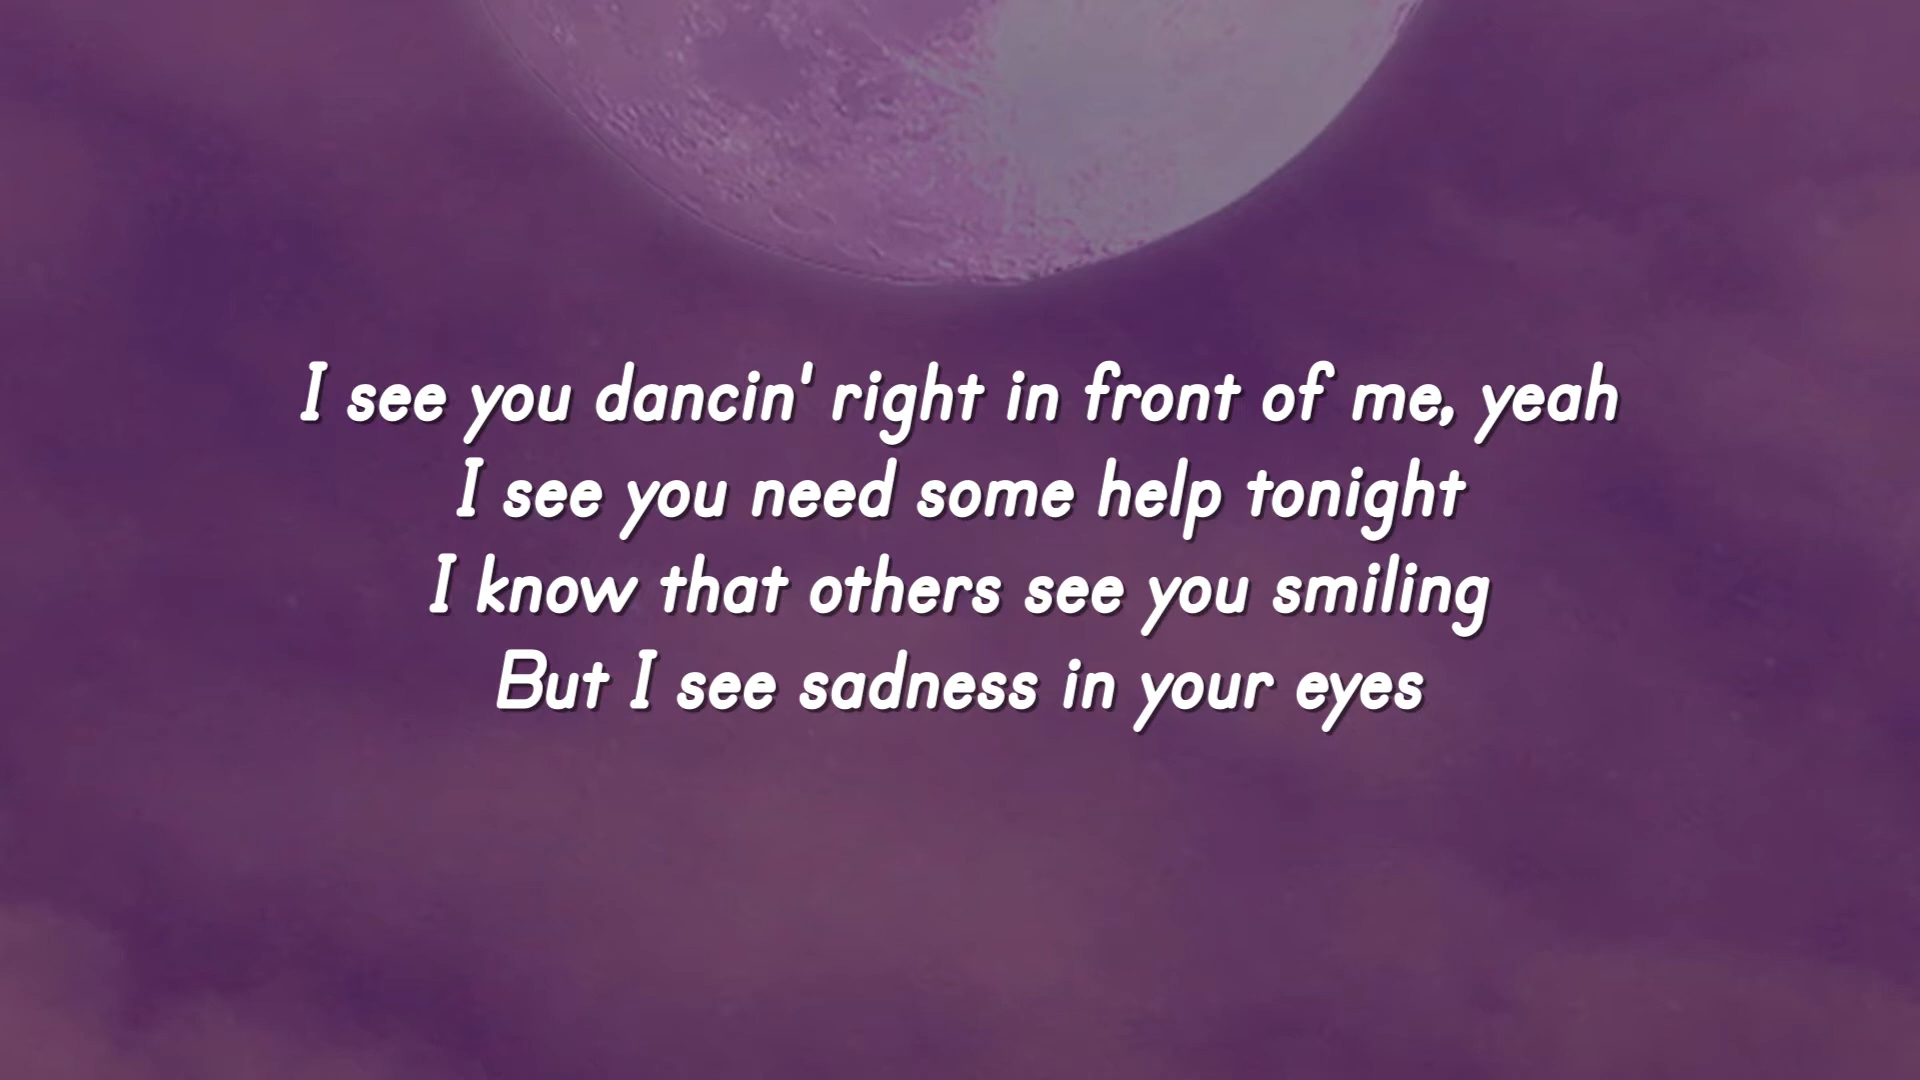 I see you dancin' right in front of me, yeah
I see you need some help tonight
I know that others see you smiling
But I see sadness in your eyes